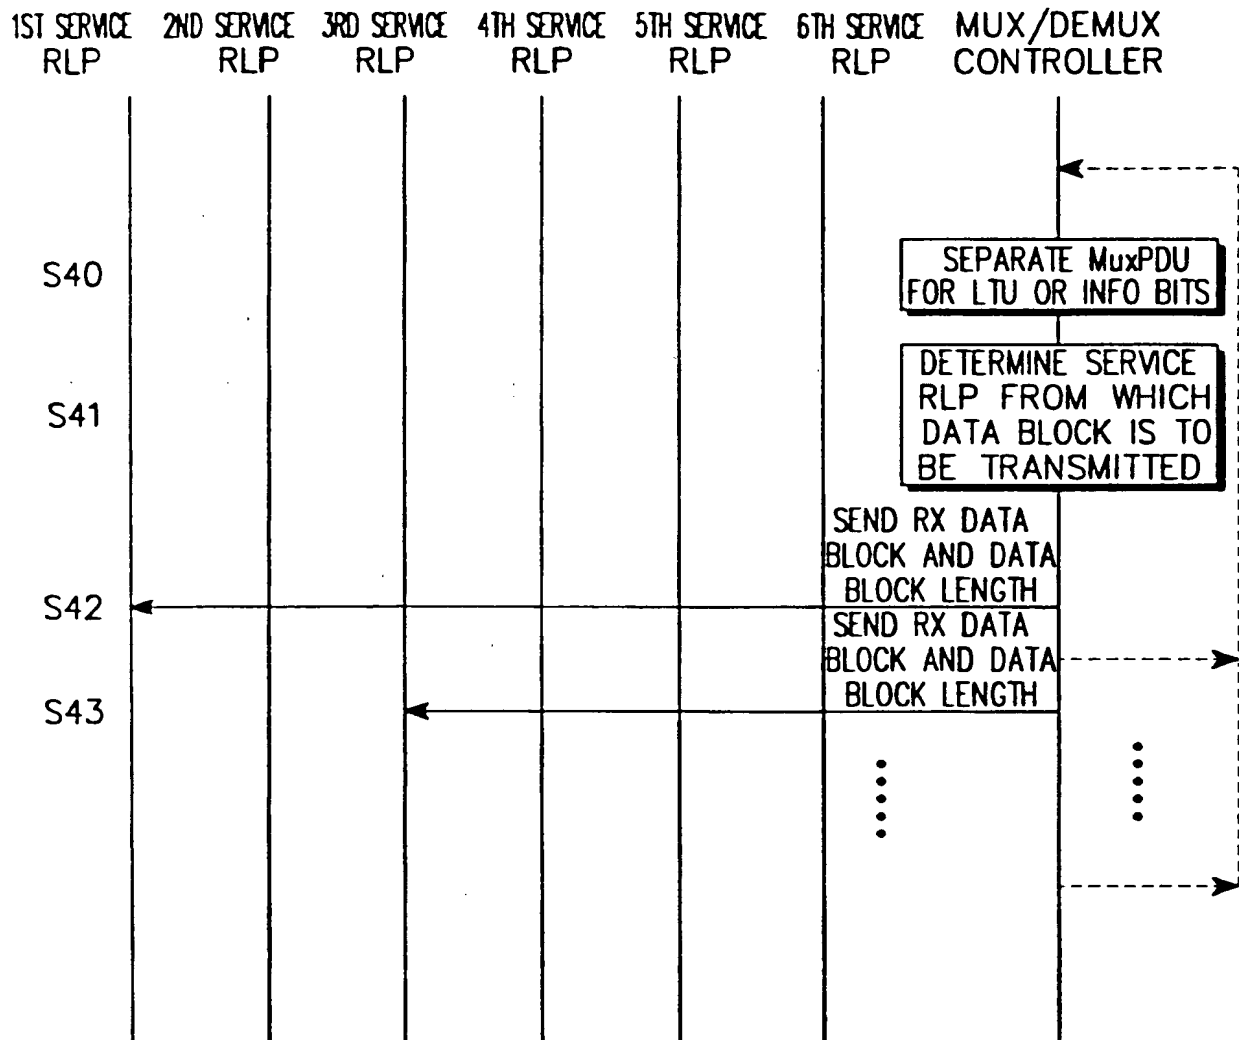 1ST SERVICE RLP
2ND SERVICE RLP
3RD SERVICE RLP
4TH SERVICE RLP
5TH SERVICE RLP
6TH SERVICE RLP
MUX/DEMUX
CONTROLLER
S40
SEPARATE MuxPDU
FOR LTU OR INFO BITS
S41
DETERMINE SERVICE
RLP FROM WHICH
DATA BLOCK IS TO
BE TRANSMITTED
SEND RX DATA
BLOCK AND DATA
BLOCK LENGTH
S42
SEND RX DATA
BLOCK AND DATA
BLOCK LENGTH
S43